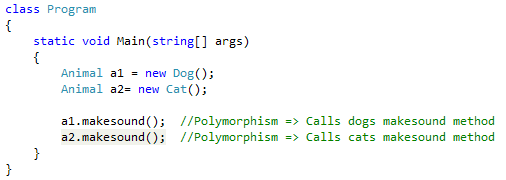 class Program
{
    static void Main(string[] args)
    {
        Animal a1 = new Dog();
        Animal a2= new Cat();
        a1.makesound();  //Polymorphism => Calls dogs makesound method
        a2.makesound();  //Polymorphism => Calls cats makesound method
    }
}